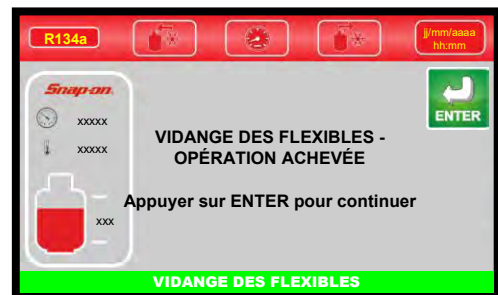 R134a
jj/mm/aaaa
hh:mm
Snap-on
ENTER
xxxxx
xxxxx
VIDANGE DES FLEXIBLES -
OPÉRATION ACHEVÉE
Appuyer sur ENTER pour continuer
xxx
VIDANGE DES FLEXIBLES